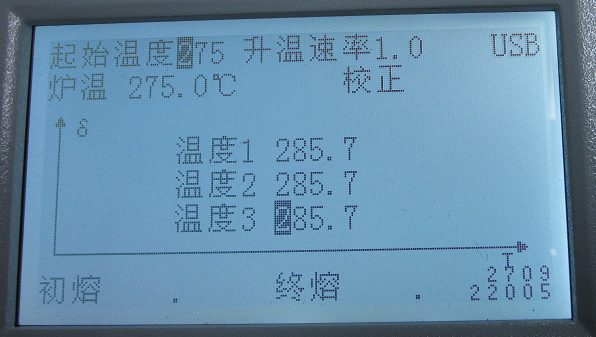 起始温度275 升温速率1.0 USB
炉温 275.0℃ 校正
δ
温度1 285.7
温度2 285.7
温度3 285.7
T
2709
初熔 . 终熔 . 22005